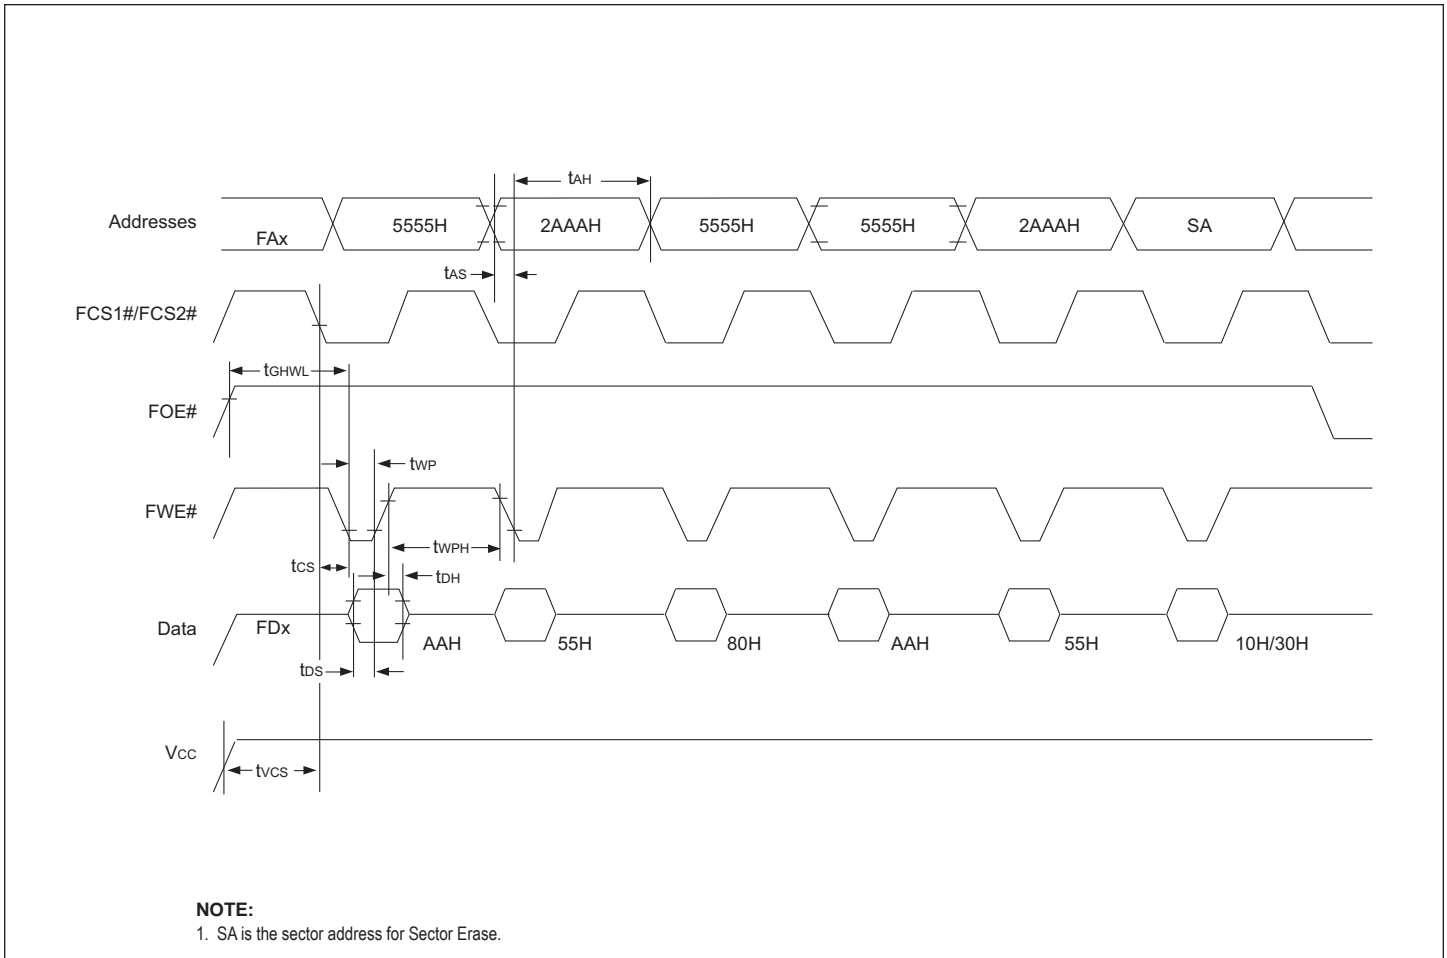 tAH
Addresses
FAx
5555H
2AAAH
5555H
5555H
2AAAH
SA
tAS
FCS1#/FCS2#
tGHWL
FOE#
tWP
FWE#
tWPH
tCS
tDH
Data
FDx
AAH
55H
80H
AAH
55H
10H/30H
tDS
Vcc
tVCS
NOTE:
1. SA is the sector address for Sector Erase.